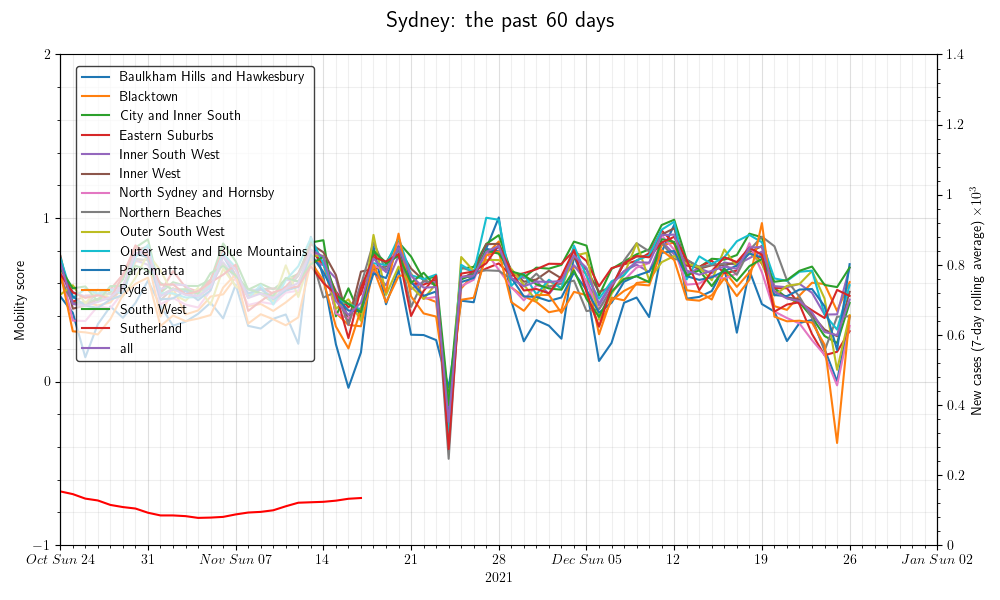 Sydney: the past 60 days
2
1
0
−1
Mobility score
Baulkham Hills and Hawkesbury
Blacktown
City and Inner South
Eastern Suburbs
Inner South West
Inner West
North Sydney and Hornsby
Northern Beaches
Outer South West
Outer West and Blue Mountains
Parramatta
Ryde
South West
Sutherland
all
1.4
1.2
1
0.8
0.6
0.4
0.2
0
New cases (7-day rolling average) ×10³
Oct Sun 24 31 Nov Sun 07 14 21 28 Dec Sun 05 12 19 26 Jan Sun 02
2021